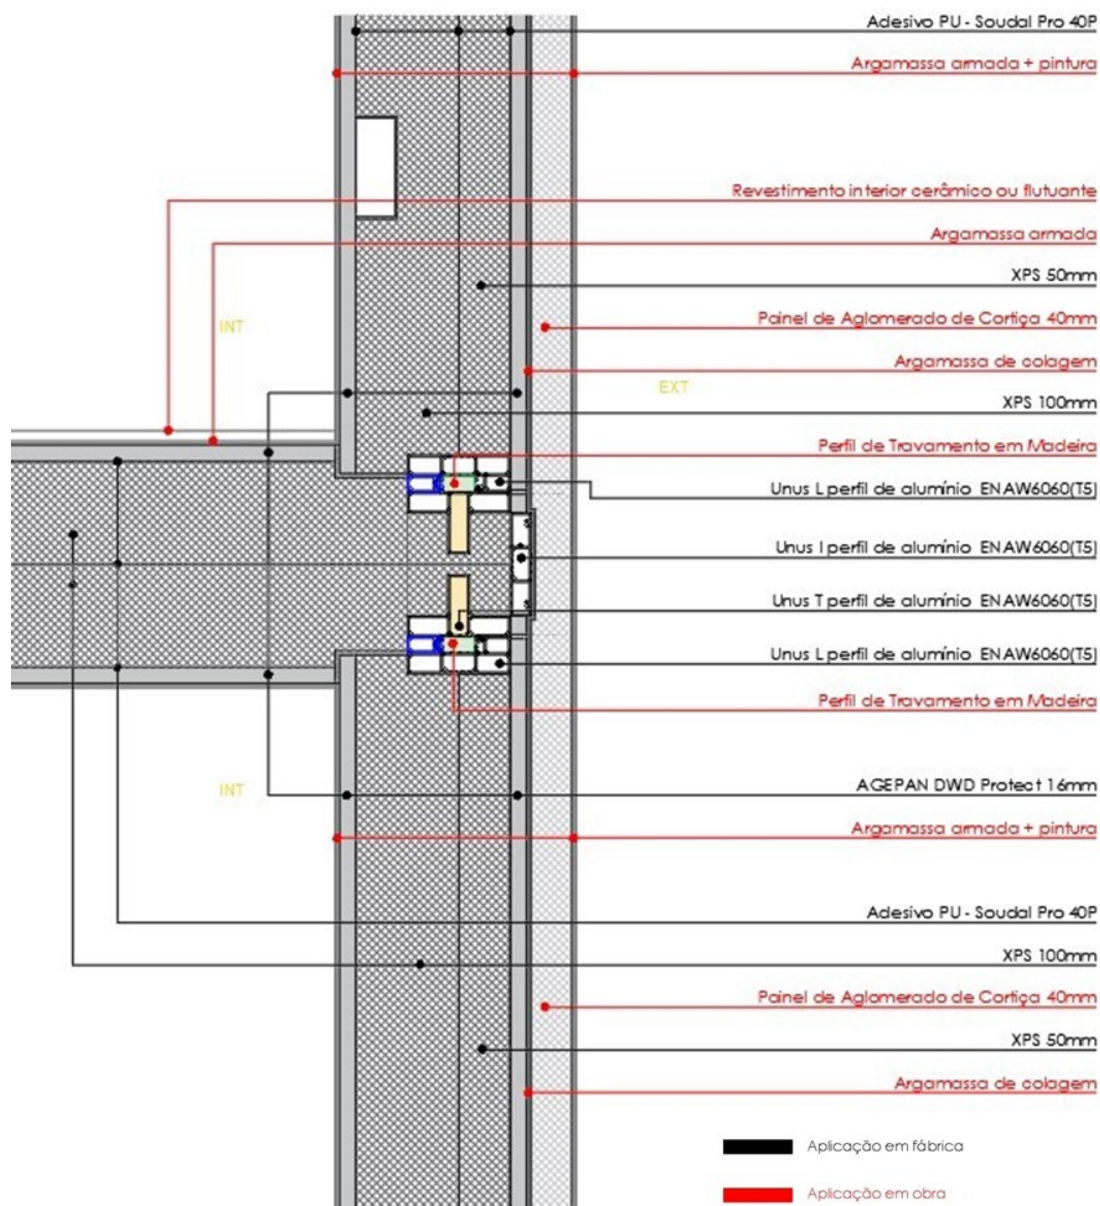 Adesivo PU - Soudal Pro 40P
Argamassa armada + pintura
Revestimento interior cerâmico ou flutuante
Argamassa armada
XPS 50mm
Painel de Aglomerado de Cortiça 40mm
INT
Argamassa de colagem
EXT
XPS 100mm
Perfil de Travamento em Madeira
Unus L perfil de alumínio ENAW6060(T5)
Unus I perfil de alumínio ENAW6060(T5)
Unus T perfil de alumínio ENAW6060(T5)
Unus L perfil de alumínio ENAW6060(T5)
Perfil de Travamento em Madeira
INT
AGEPAN DWD Protect 16mm
Argamassa armada + pintura
Adesivo PU - Soudal Pro 40P
XPS 100mm
Painel de Aglomerado de Cortiça 40mm
XPS 50mm
Argamassa de colagem
Aplicação em fábrica
Aplicação em obra